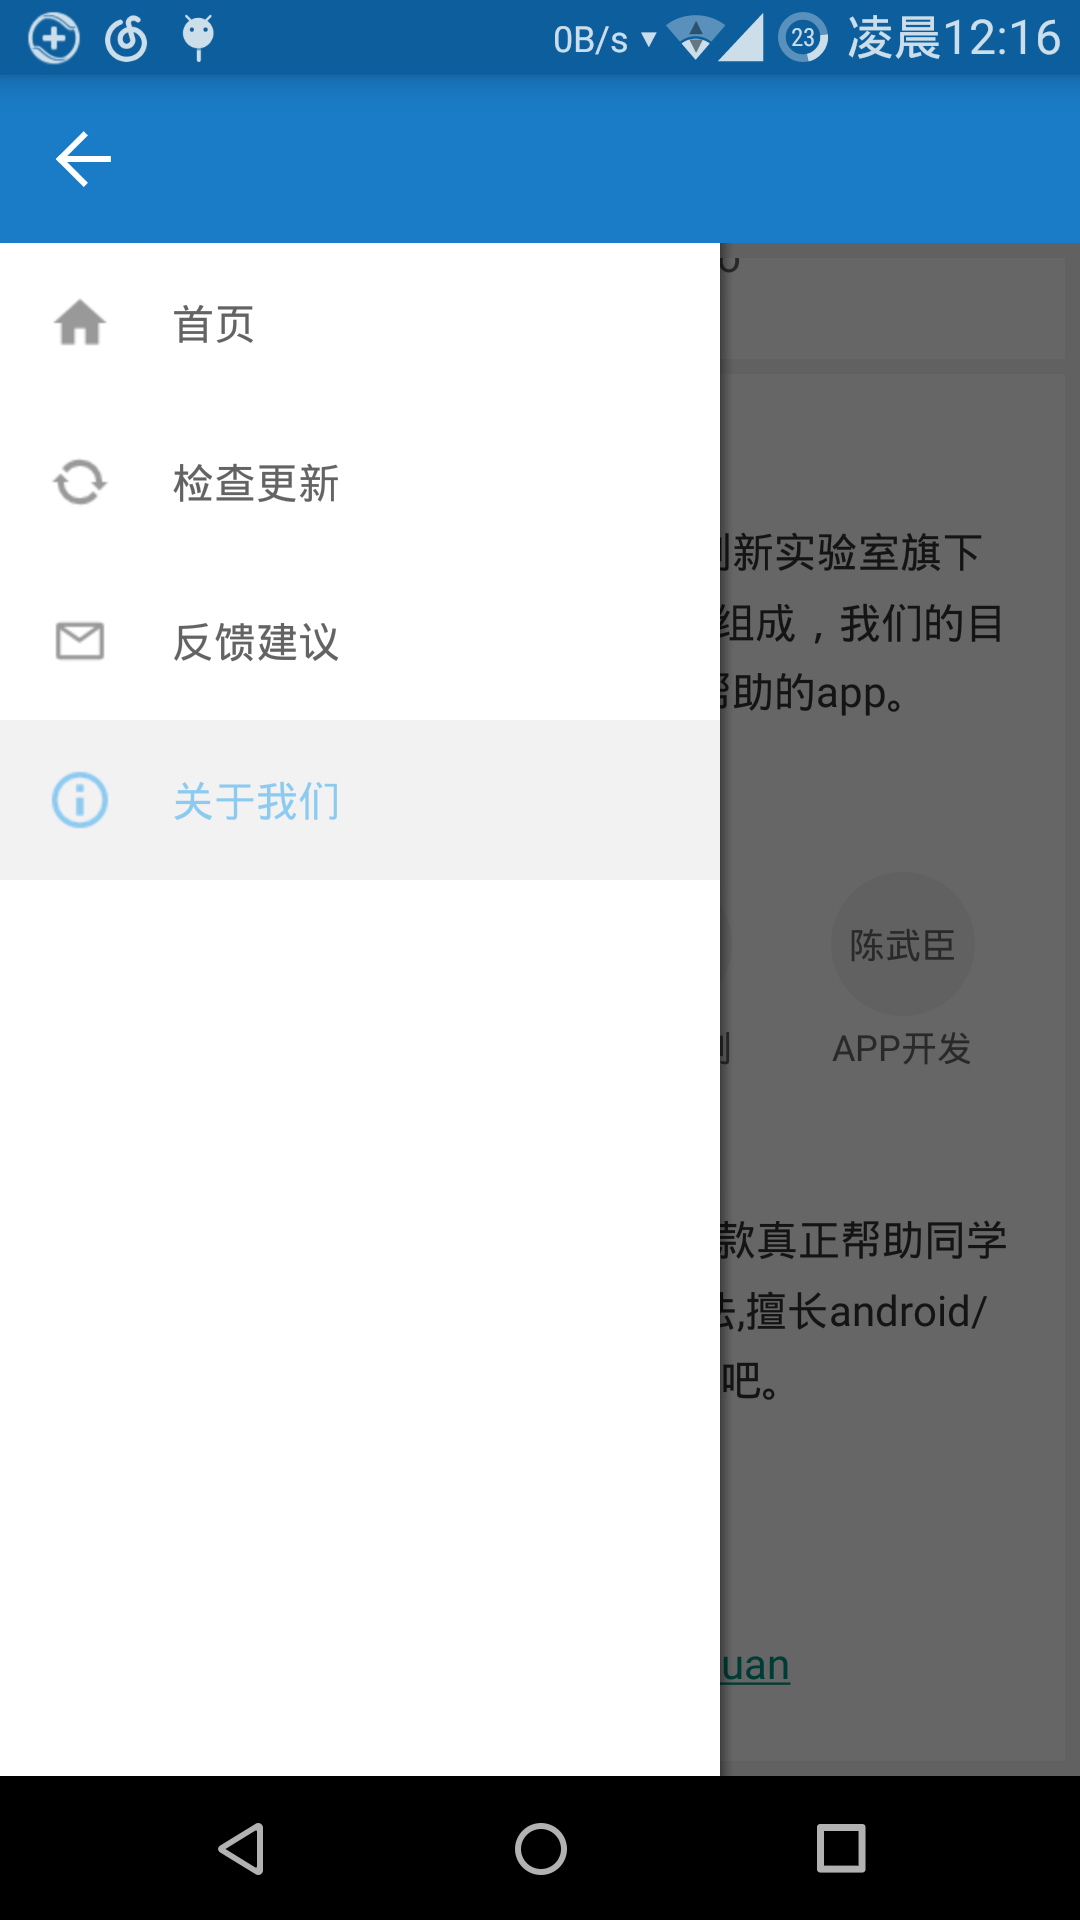 0B/s 23 凌晨12:16
首页
检查更新
反馈建议
关于我们
新实验室旗下
组成，我们的目
助的app。
陈武臣
APP开发
款真正帮助同学
,擅长android/
吧。
uan